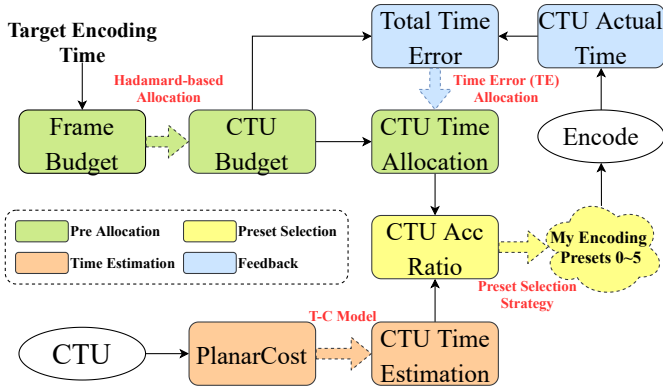 Target Encoding
Time
Hadamard-based
Allocation
Total Time
Error
CTU Actual
Time
Time Error (TE)
Allocation
Frame
Budget
CTU
Budget
CTU Time
Allocation
Encode
Pre Allocation
Preset Selection
Time Estimation
Feedback
CTU Acc
Ratio
My Encoding
Presets 0~5
Preset Selection
Strategy
T-C Model
CTU
PlanarCost
CTU Time
Estimation